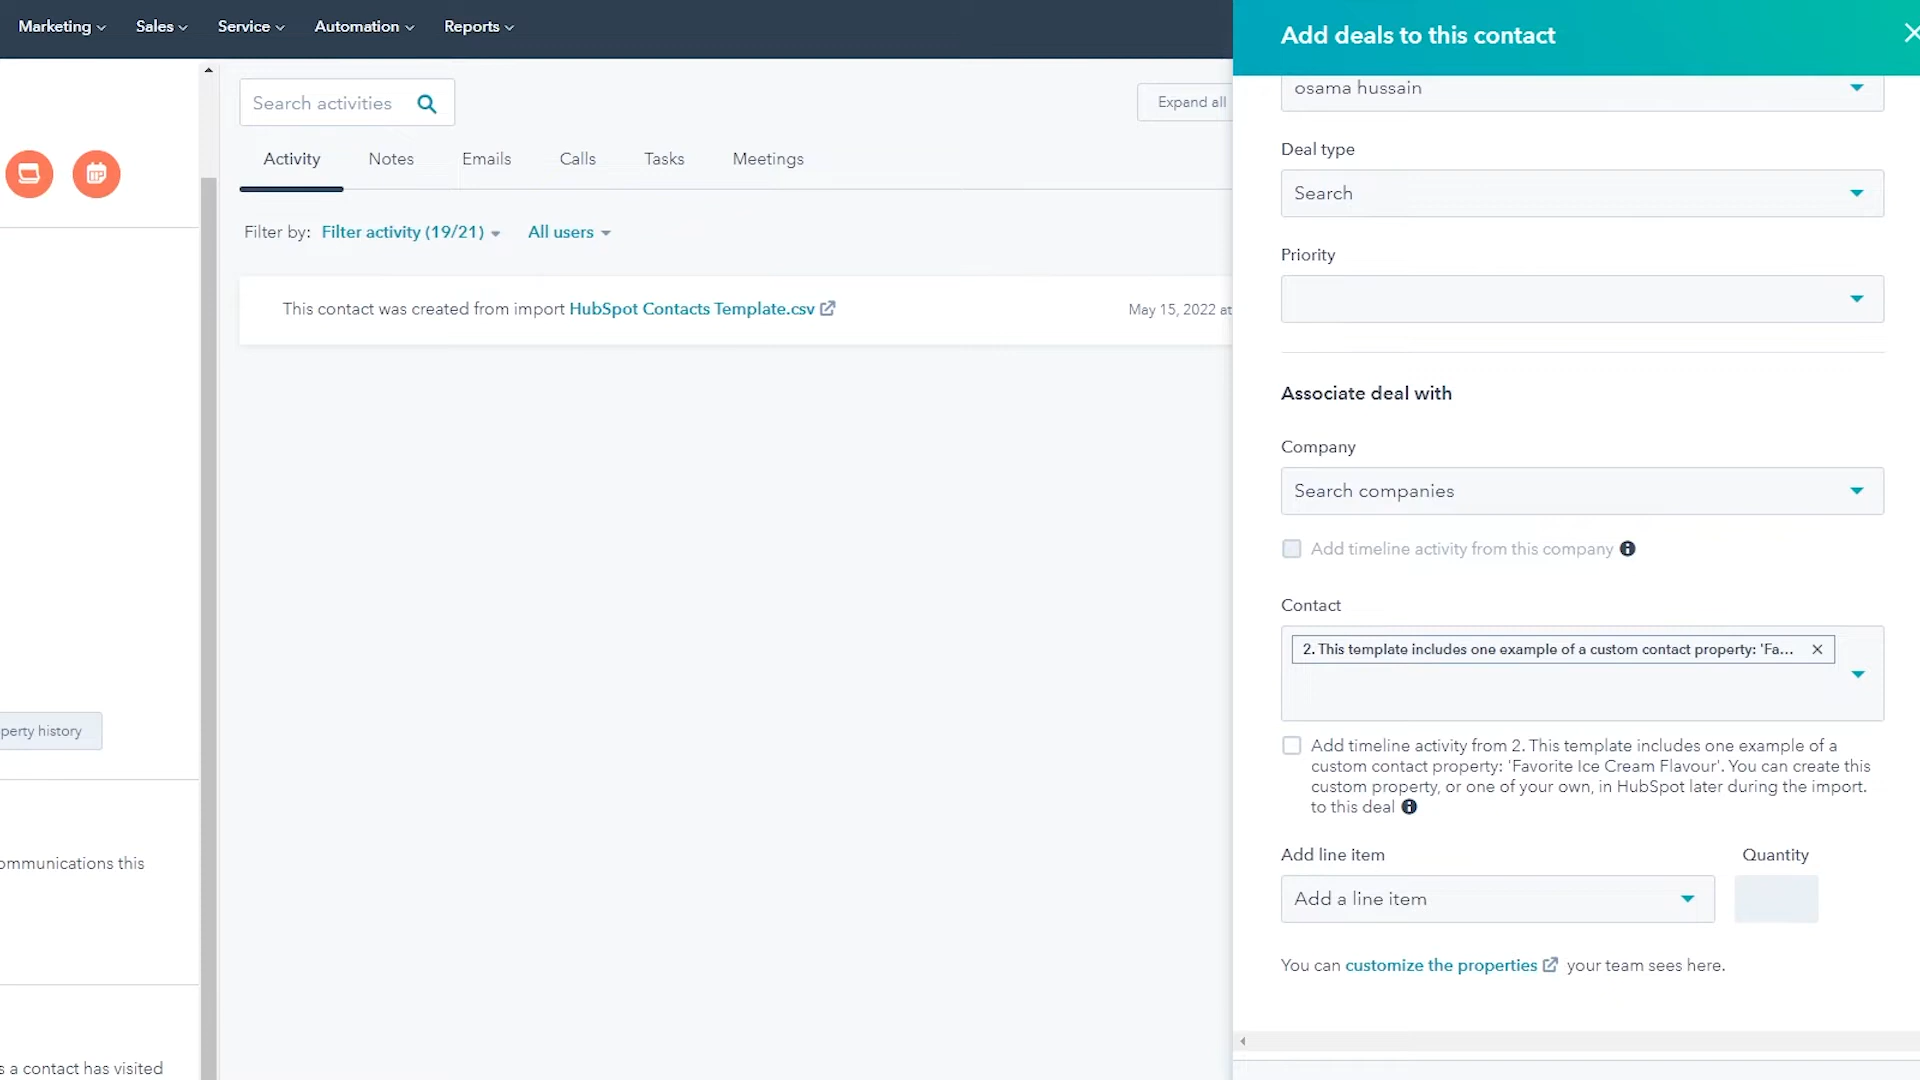 Marketing
Sales
Service
Automation
Reports
Search activities
Expand all
Activity
Notes
Emails
Calls
Tasks
Meetings
Filter by:
Filter activity (19/21)
All users
This contact was created from import HubSpot Contacts Template.csv
May 15, 2022 at
perty history
ommunications this
s a contact has visited
Add deals to this contact
osama hussain
Deal type
Search
Priority
Associate deal with
Company
Search companies
Add timeline activity from this company
Contact
2. This template includes one example of a custom contact property: 'Fa...
Add timeline activity from 2. This template includes one example of a
custom contact property: 'Favorite Ice Cream Flavour'. You can create this
custom property, or one of your own, in HubSpot later during the import.
to this deal
Add line item
Quantity
Add a line item
You can customize the properties your team sees here.